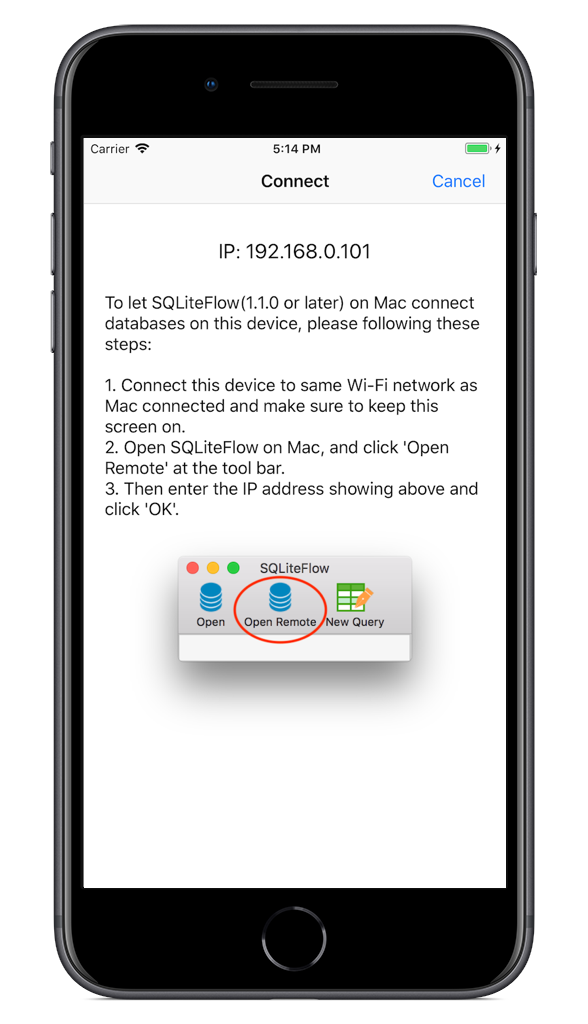 Carrier 5:14 PM
Connect Cancel
IP: 192.168.0.101
To let SQLiteFlow(1.1.0 or later) on Mac connect
databases on this device, please following these
steps:
1. Connect this device to same Wi-Fi network as
Mac connected and make sure to keep this
screen on.
2. Open SQLiteFlow on Mac, and click 'Open
Remote' at the tool bar.
3. Then enter the IP address showing above and
click 'OK'.
SQLiteFlow
Open Open Remote New Query